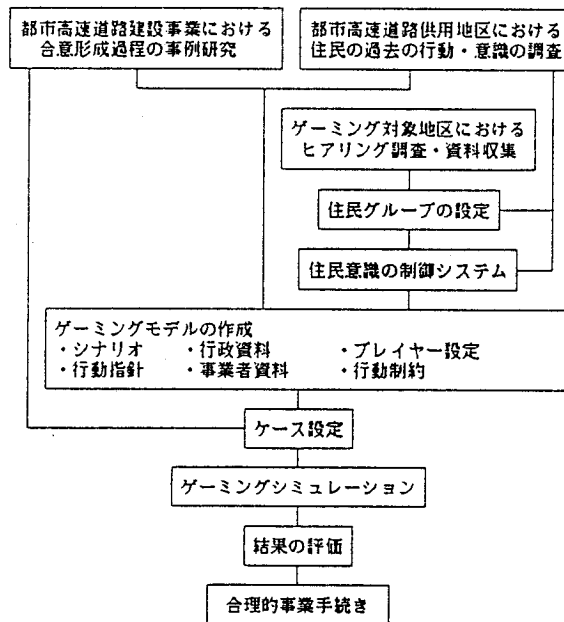 都市高速道路建設事業における
合意形成過程の事例研究
都市高速道路供用地区における
住民の過去の行動・意識の調査
ゲーミング対象地区における
ヒアリング調査・資料収集
住民グループの設定
住民意識の制御システム
ゲーミングモデルの作成
・シナリオ ・行政資料 ・プレイヤー設定
・行動指針 ・事業者資料 ・行動制約
ケース設定
ゲーミングシミュレーション
結果の評価
合理的事業手続き